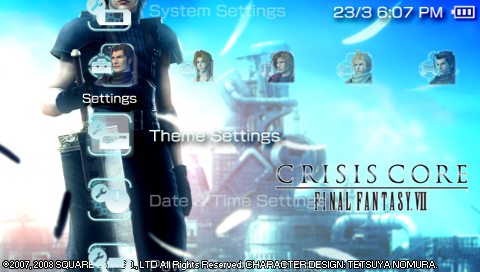 System Settings
23/3 6:07 PM
Settings
Theme Settings
CRISIS CORE
FINAL FANTASY VII
Date & Time Settin
©2007, 2008 SQUARE LTD All Rights Reserved. CHARACTER DESIGN: TETSUYA NOMURA.